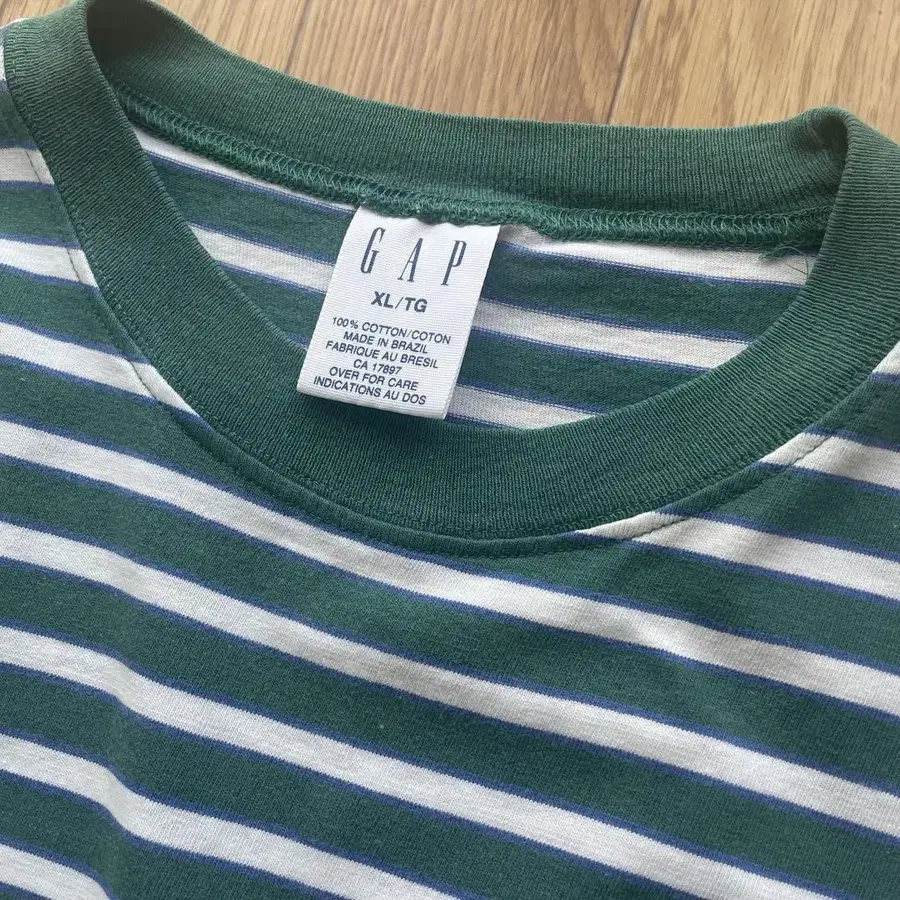 GAP
XL/TG
100% COTTON/COTON
MADE IN BRAZIL
FABRIQUE AU BRESIL
CA 17897
OVER FOR CARE
INDICATIONS AU DOS